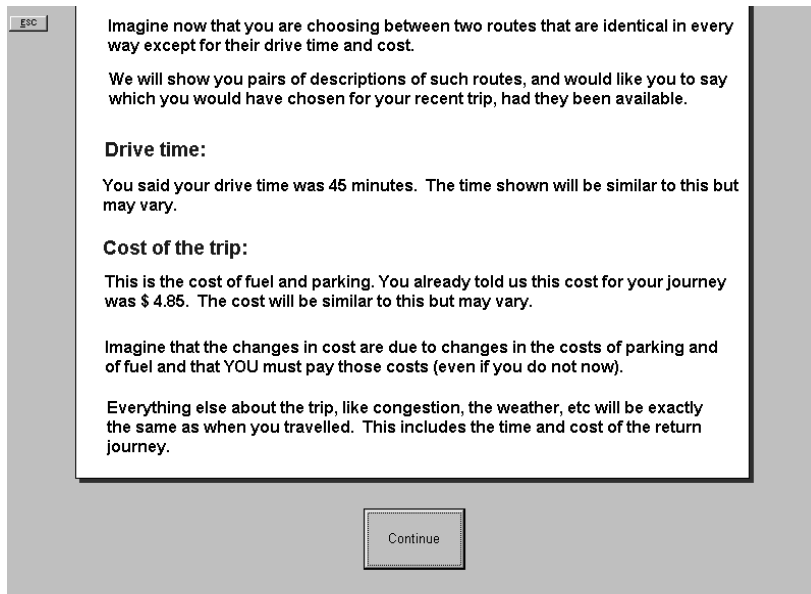 ESC
Imagine now that you are choosing between two routes that are identical in every
way except for their drive time and cost.
We will show you pairs of descriptions of such routes, and would like you to say
which you would have chosen for your recent trip, had they been available.
Drive time:
You said your drive time was 45 minutes. The time shown will be similar to this but
may vary.
Cost of the trip:
This is the cost of fuel and parking. You already told us this cost for your journey
was $ 4.85. The cost will be similar to this but may vary.
Imagine that the changes in cost are due to changes in the costs of parking and
of fuel and that YOU must pay those costs (even if you do not now).
Everything else about the trip, like congestion, the weather, etc will be exactly
the same as when you travelled. This includes the time and cost of the return
journey.
Continue